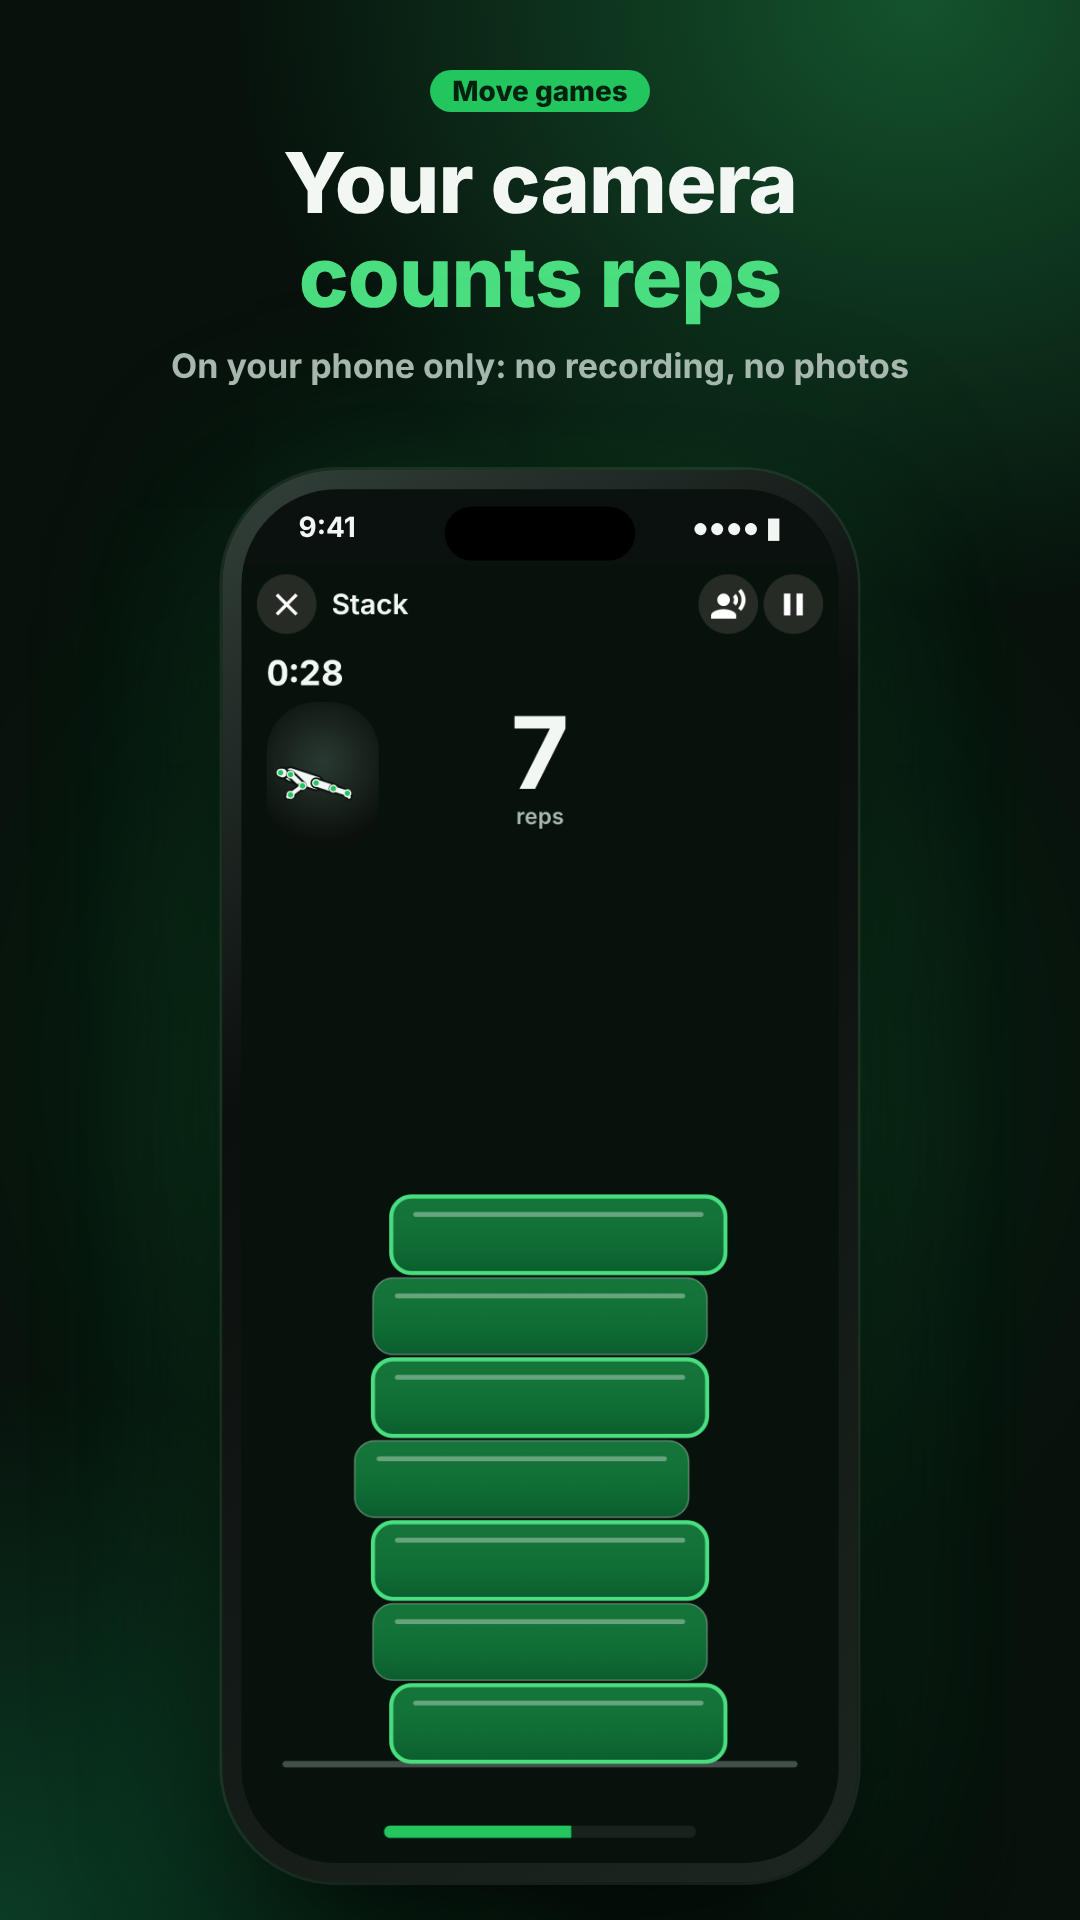 Move games
Your camera
counts reps
On your phone only: no recording, no photos
9:41
Stack
0:28
7
reps